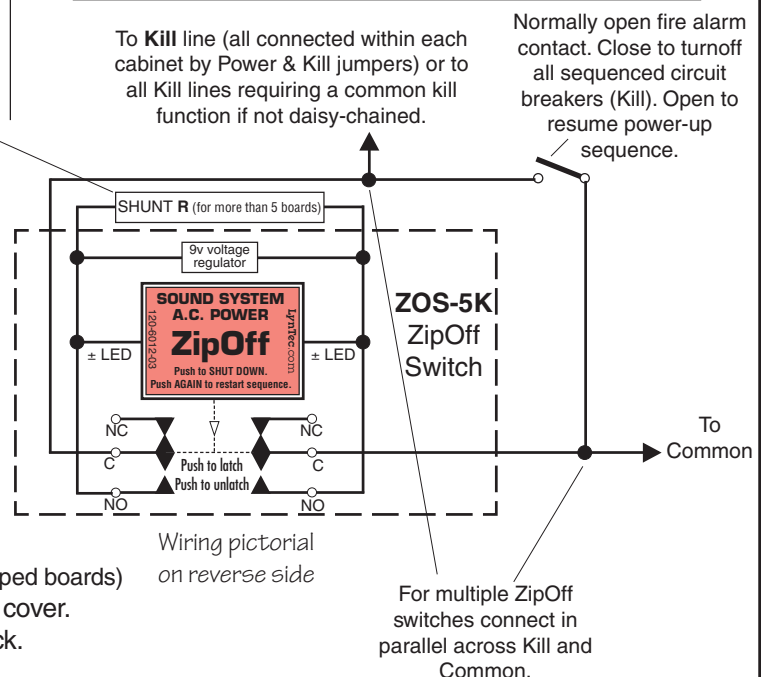 To Kill line (all connected within each
cabinet by Power & Kill jumpers) or to
all Kill lines requiring a common kill
function if not daisy-chained.
Normally open fire alarm
contact. Close to turnoff
all sequenced circuit
breakers (Kill). Open to
resume power-up
sequence.
SHUNT R (for more than 5 boards)
9v voltage
regulator
SOUND SYSTEM
A.C. POWER
ZipOff
Push to SHUT DOWN.
Push AGAIN to restart sequence.
120-6012-03
LynTec.com
± LED
± LED
ZOS-5K
ZipOff
Switch
NC
NC
C
C
Push to latch
Push to unlatch
NO
NO
To
Common
Wiring pictorial
on reverse side
ped boards)
cover.
ck.
For multiple ZipOff
switches connect in
parallel across Kill and
Common.